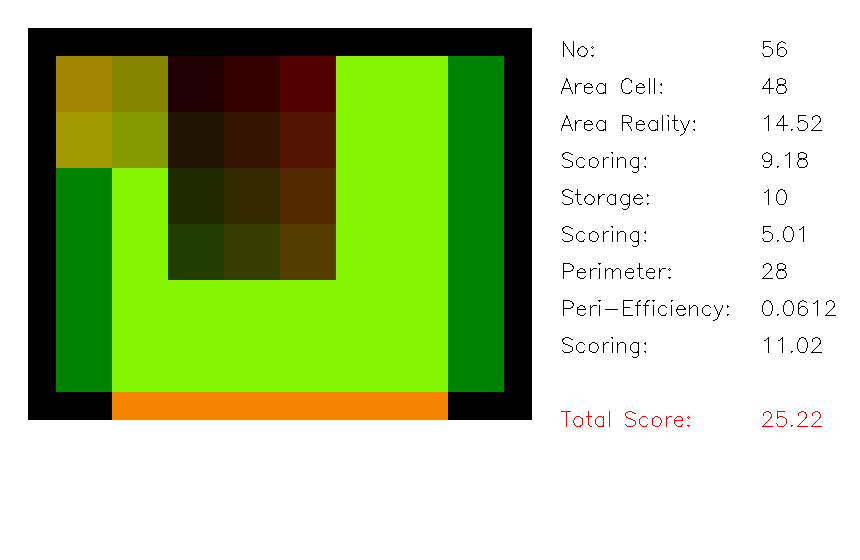 No: 56
Area Cell: 48
Area Reality: 14.52
Scoring: 9.18
Storage: 10
Scoring: 5.01
Perimeter: 28
Peri-Efficiency: 0.0612
Scoring: 11.02
Total Score: 25.22